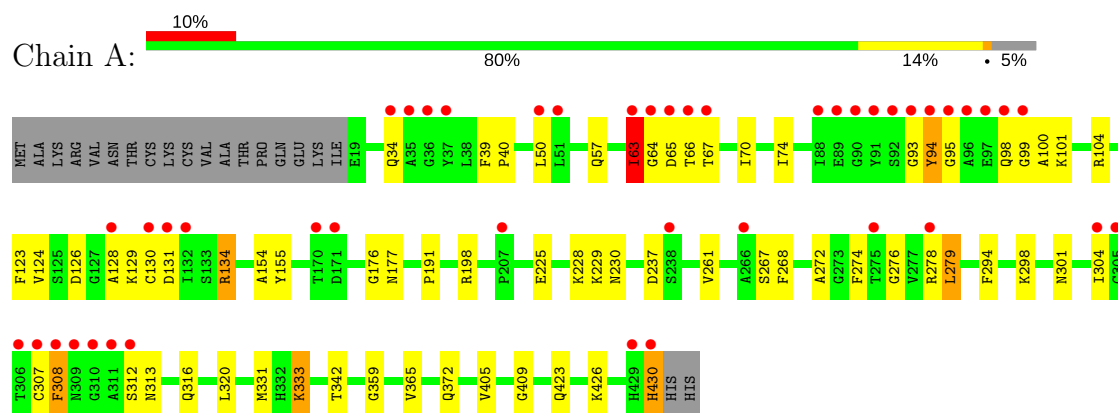 10%
Chain A:
80% 14% • 5%
MET ALA LYS ARG VAL ASN THR CYS LYS CYS VAL ALA THR PRO GLN GLU LYS ILE E19 Q34 A35 G36 Y37 L38 F39 P40 L50 L51 Q57 I63 G64 D65 T66 T67 I70 I74 I88 E89 G90 Y91 S92 G93 Y94 G95 A96 E97 Q98 G99 A100 K101 R104
F123 V124 S125 D126 G127 A128 K129 C130 D131 I132 S133 R134 A154 Y155 T170 D171 G176 N177 P191 R198 P207 E225 K228 K229 N230 D237 S238 V261 A266 S267 F268 A272 G273 F274 T275 G276 V277 R278 L279 F294 K298 N301 I304 G305
T306 C307 F308 N309 G310 A311 S312 N313 Q316 L320 M331 H332 K333 T342 G359 V365 Q372 V405 G409 Q423 K426 H429 H430 HIS HIS